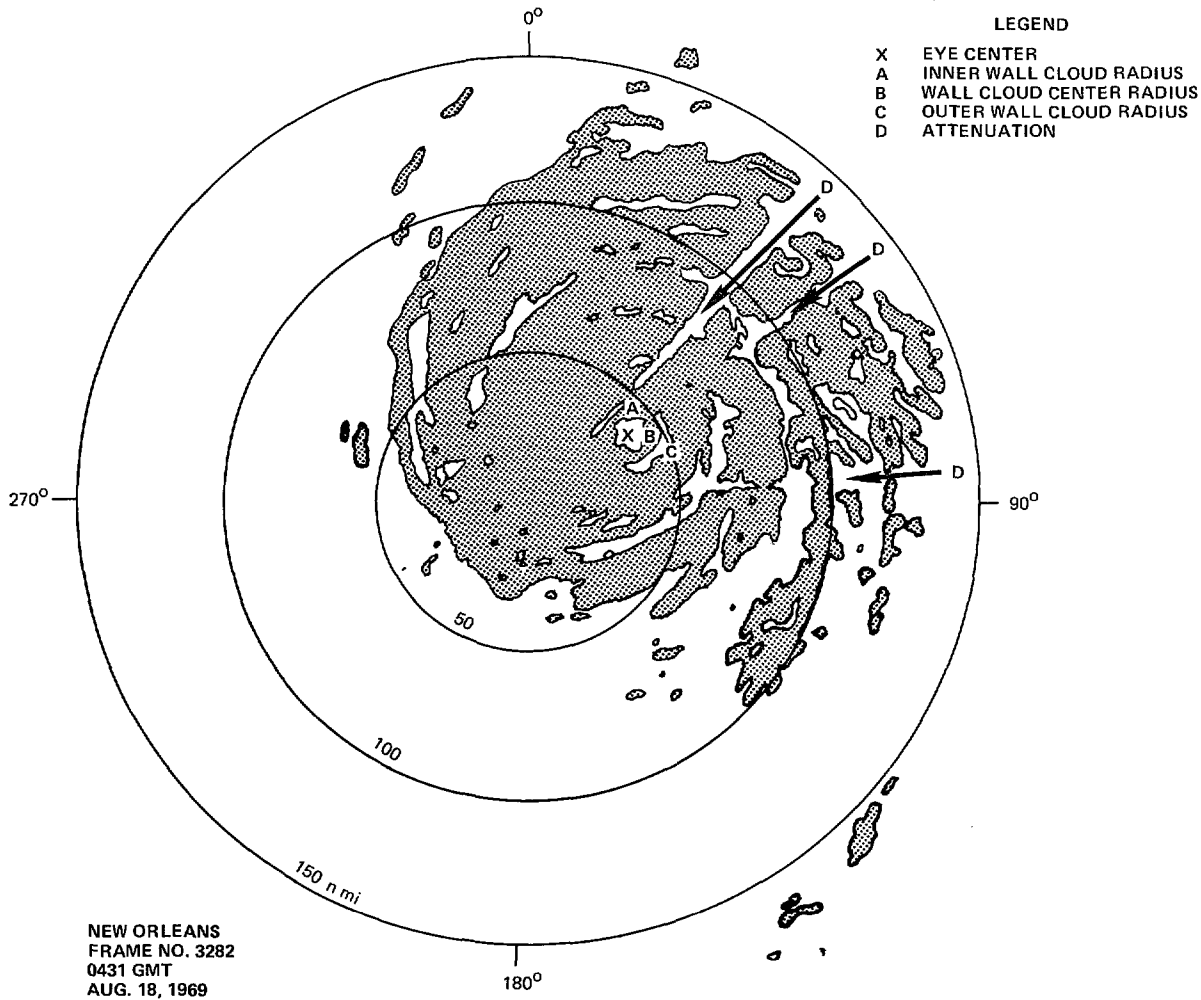 0°
LEGEND
X EYE CENTER
A INNER WALL CLOUD RADIUS
B WALL CLOUD CENTER RADIUS
C OUTER WALL CLOUD RADIUS
D ATTENUATION
D
D
A
X B
C
D
270°
90°
50
100
150 n mi
NEW ORLEANS
FRAME NO. 3282
0431 GMT
AUG. 18, 1969
180°